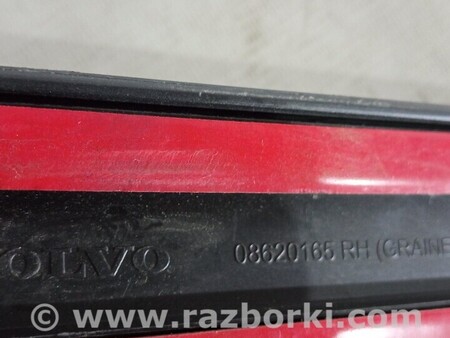 VOLVO 08620165 RH (GRAINE
© www.razborki.com